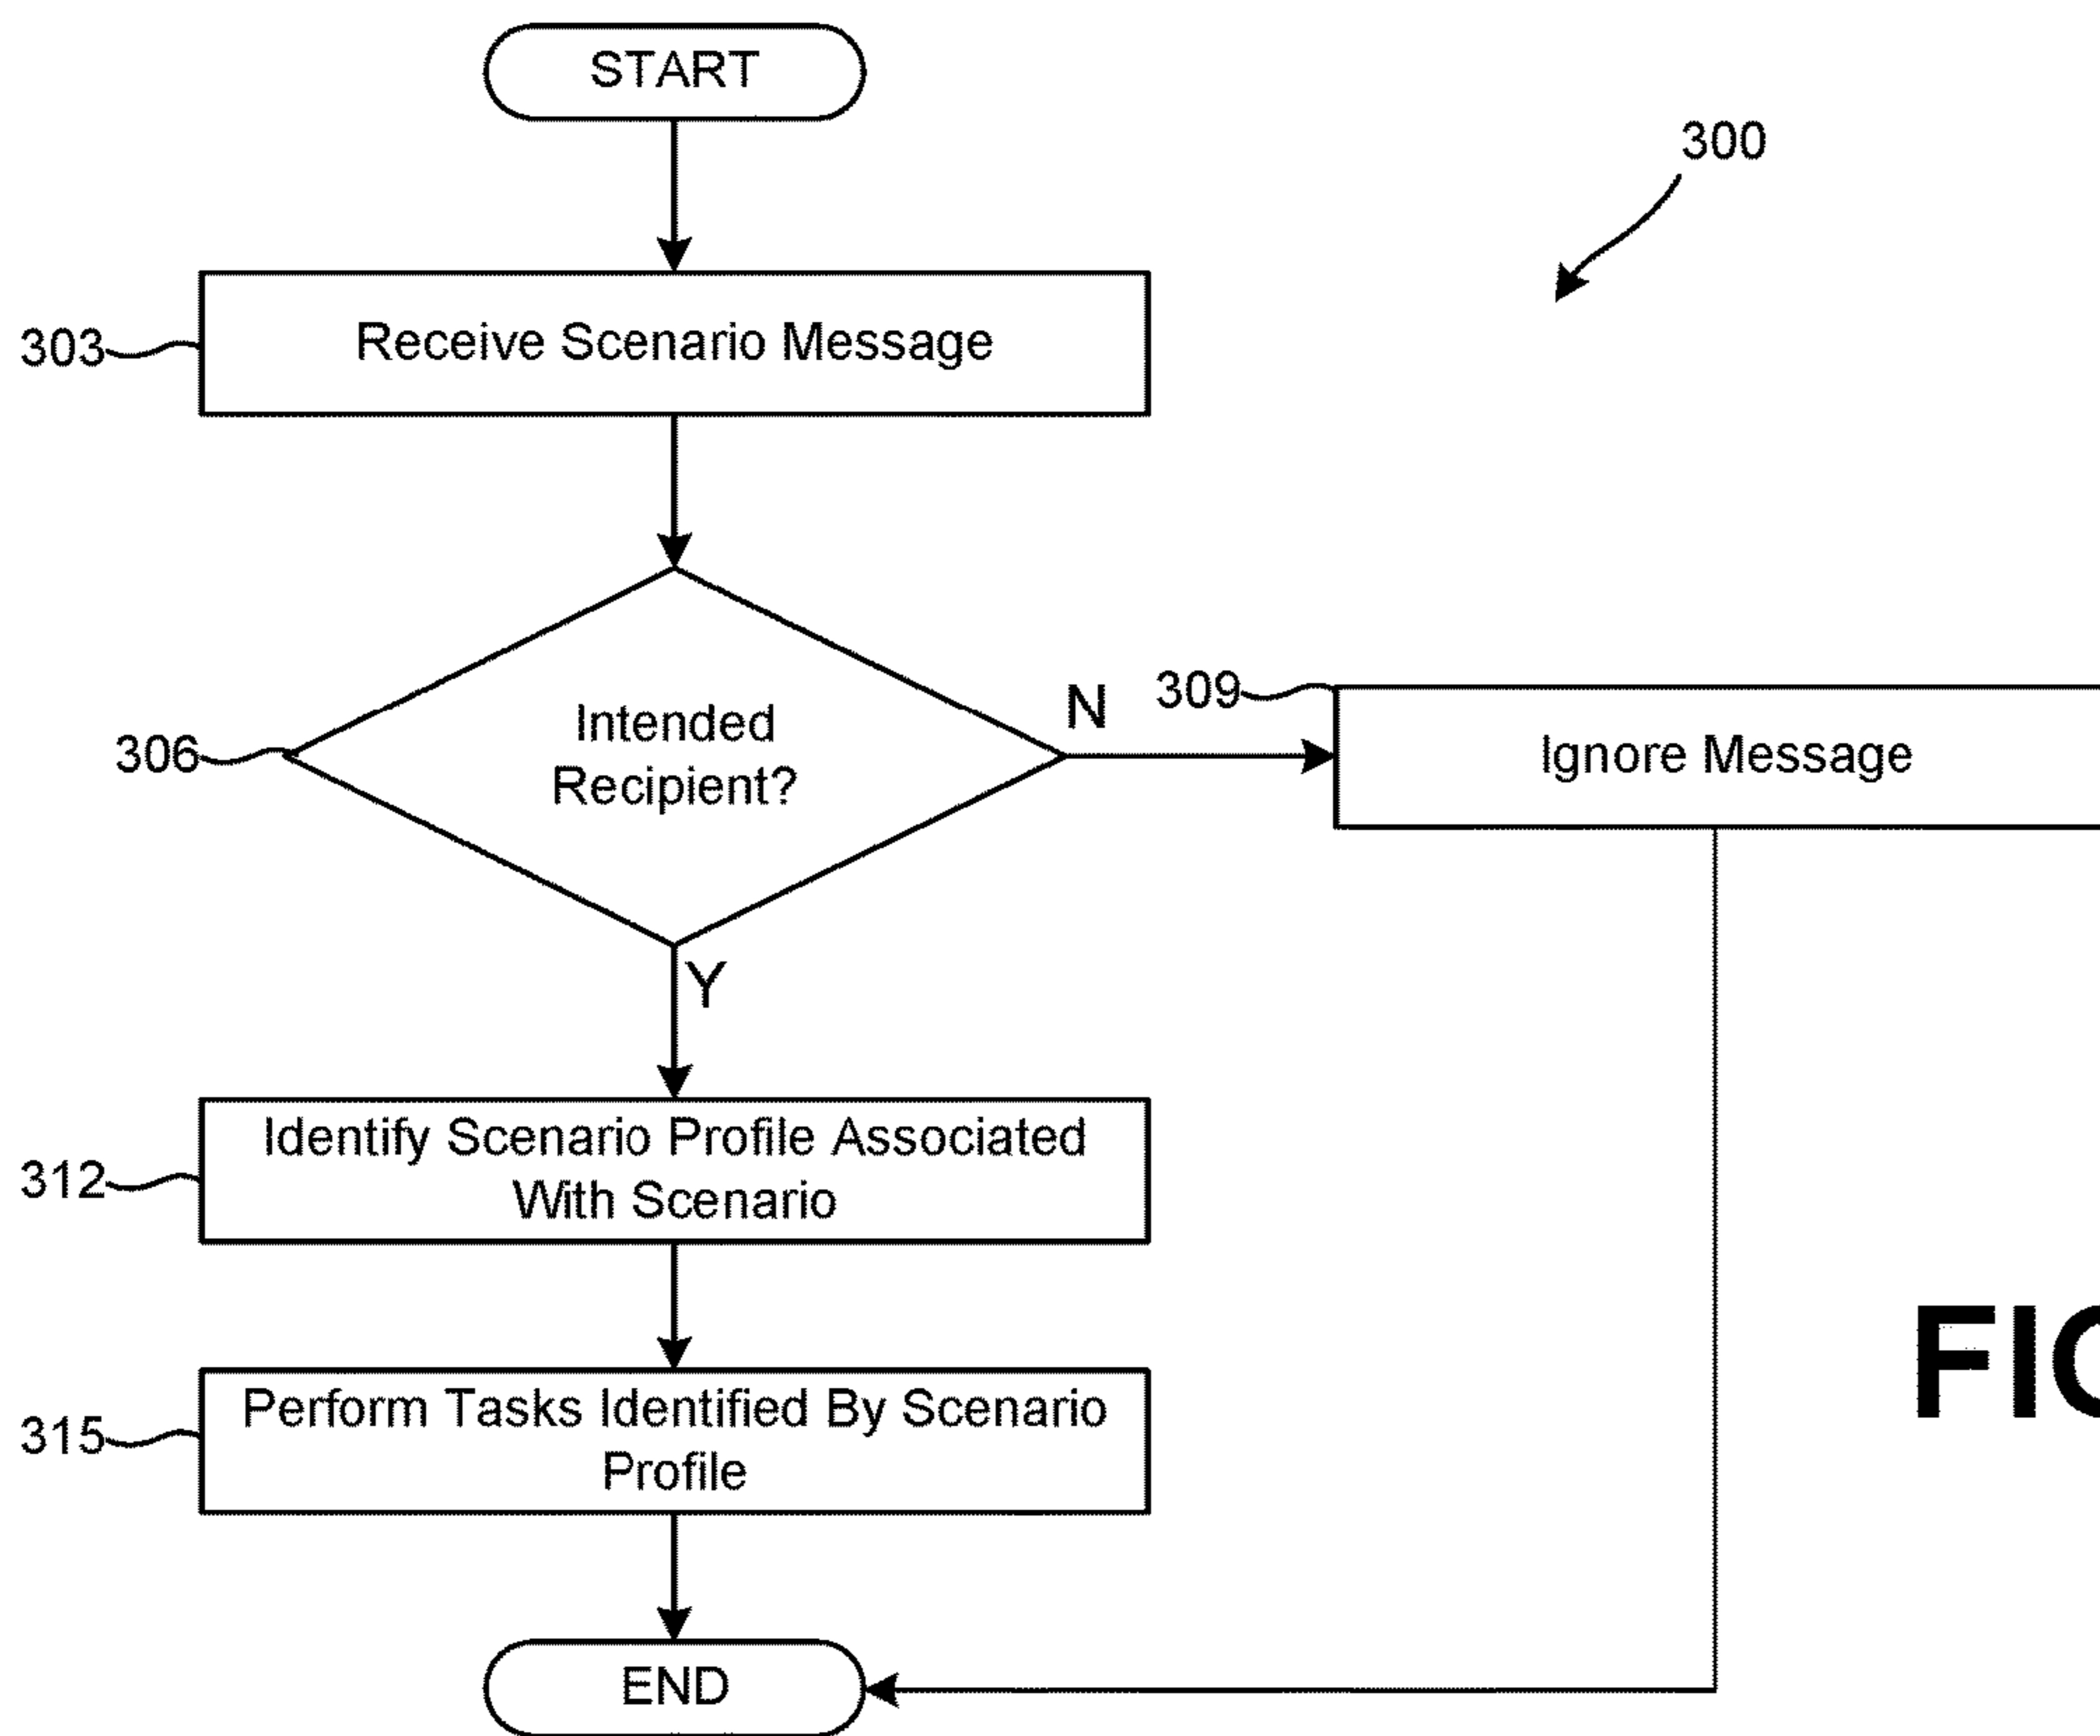 START
300
303
Receive Scenario Message
306
Intended
Recipient?
N
309
Ignore Message
Y
312
Identify Scenario Profile Associated
With Scenario
315
Perform Tasks Identified By Scenario
Profile
END